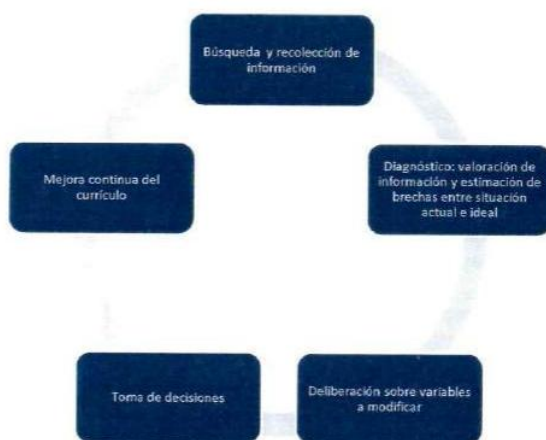 Búsqueda y recolección de
información
Diagnóstico: valoración de
información y estimación de
brechas entre situación
actual e ideal
Deliberación sobre variables
a modificar
Toma de decisiones
Mejora continua del
currículo